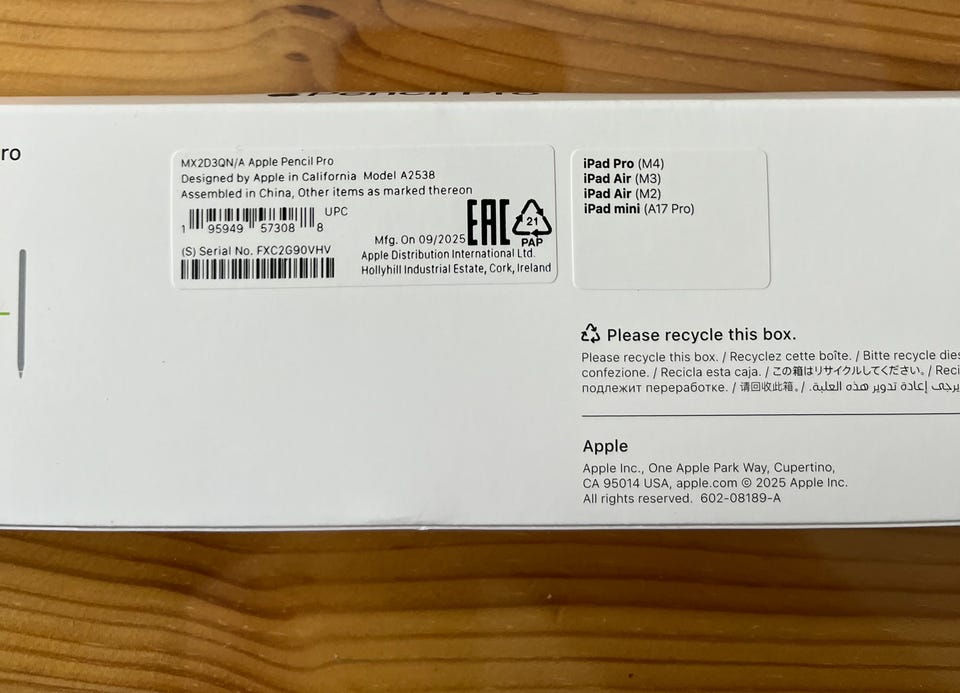 Pencil Pro
ro
MX2D3QN/A Apple Pencil Pro
Designed by Apple in California Model A2538
Assembled in China, Other items as marked thereon
UPC
1 95949 57308 8
(S) Serial No. FXC2G90VHV
Mfg. On 09/2025
EAC
21
PAP
Apple Distribution International Ltd.
Hollyhill Industrial Estate, Cork, Ireland
iPad Pro (M4)
iPad Air (M3)
iPad Air (M2)
iPad mini (A17 Pro)
Please recycle this box.
Please recycle this box. / Recyclez cette boîte. / Bitte recycle dies
confezione. / Recicla esta caja. / この箱はリサイクルしてください。/ Reci
подлежит переработке. / 请回收此箱。/ يرجى إعادة تدوير هذه العلبة.
Apple
Apple Inc., One Apple Park Way, Cupertino,
CA 95014 USA, apple.com © 2025 Apple Inc.
All rights reserved. 602-08189-A